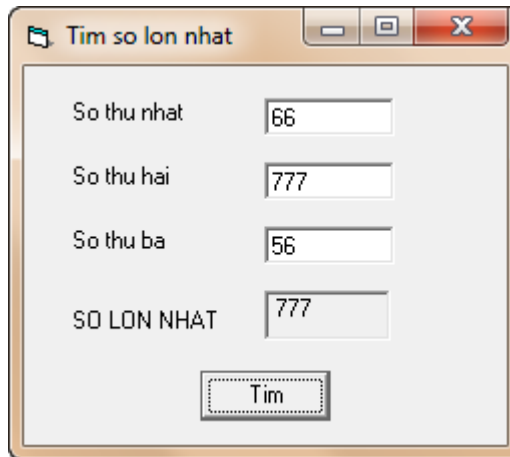 Tim so lon nhat
So thu nhat 66
So thu hai 777
So thu ba 56
SO LON NHAT 777
Tim